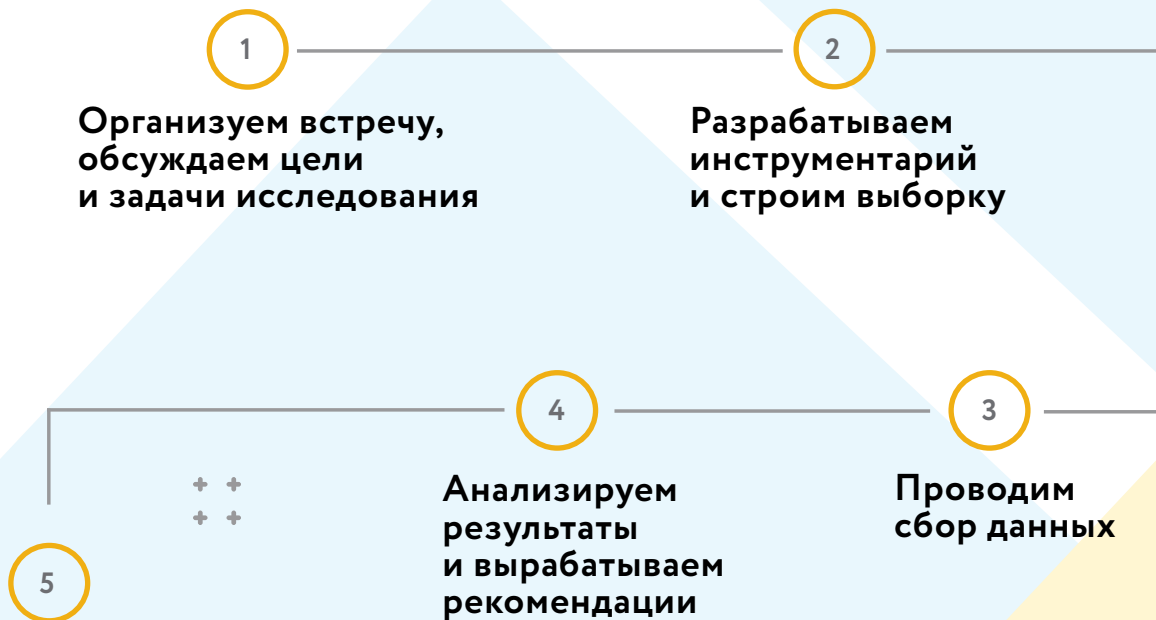 1
Организуем встречу,
обсуждаем цели
и задачи исследования
2
Разрабатываем
инструментарий
и строим выборку
3
Проводим
сбор данных
4
Анализируем
результаты
и вырабатываем
рекомендации
5